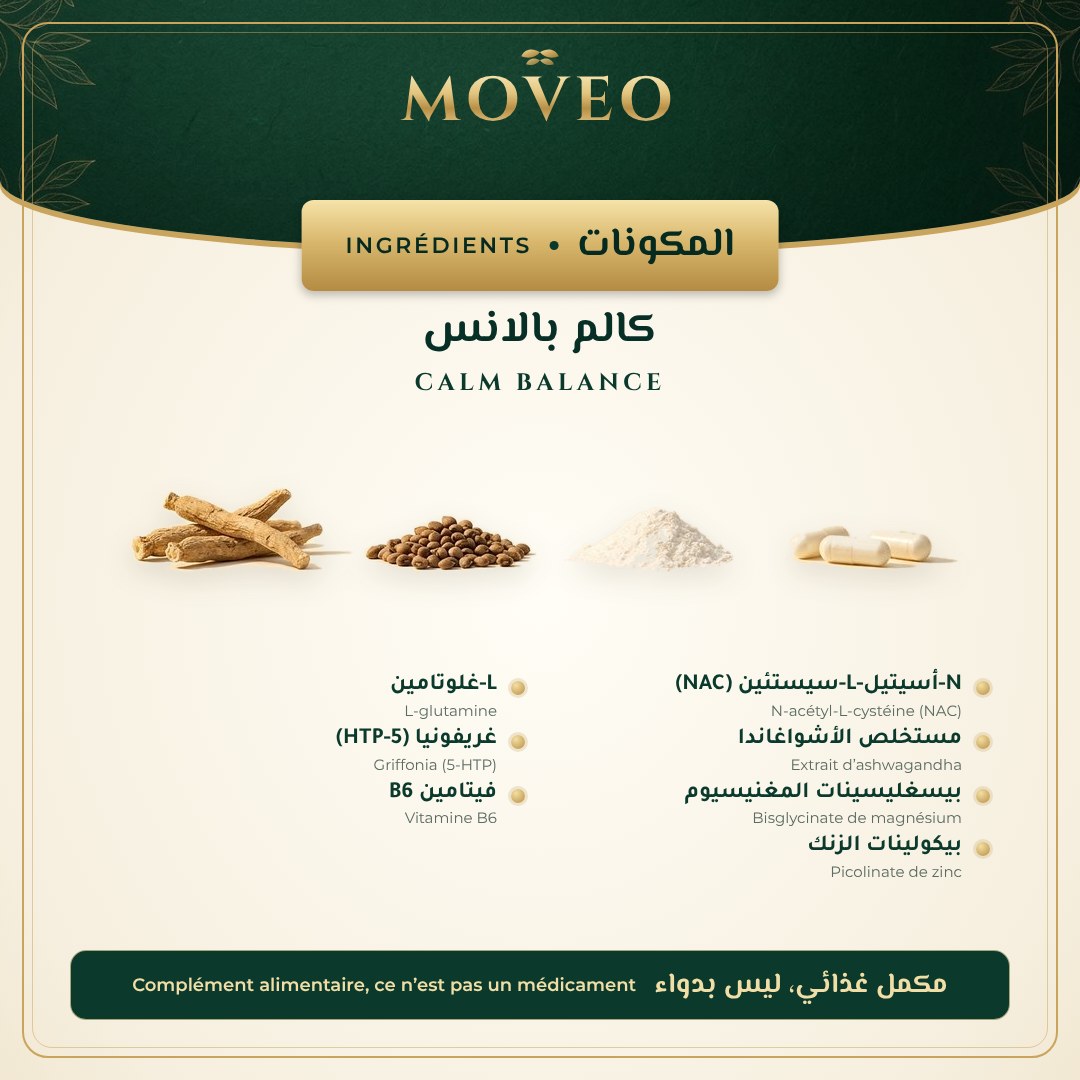 MOVEO
المكونات • INGRÉDIENTS
كالم بالانس
CALM BALANCE
N-أسيتيل-L-سيستئين (NAC)
N-acétyl-L-cystéine (NAC)
مستخلص الأشواغاندا
Extrait d’ashwagandha
بيسغليسينات المغنيسيوم
Bisglycinate de magnésium
بيكولينات الزنك
Picolinate de zinc
L-غلوتامين
L-glutamine
غريفونيا (5-HTP)
Griffonia (5-HTP)
فيتامين B6
Vitamine B6
مكمل غذائي، ليس بدواء Complément alimentaire, ce n’est pas un médicament